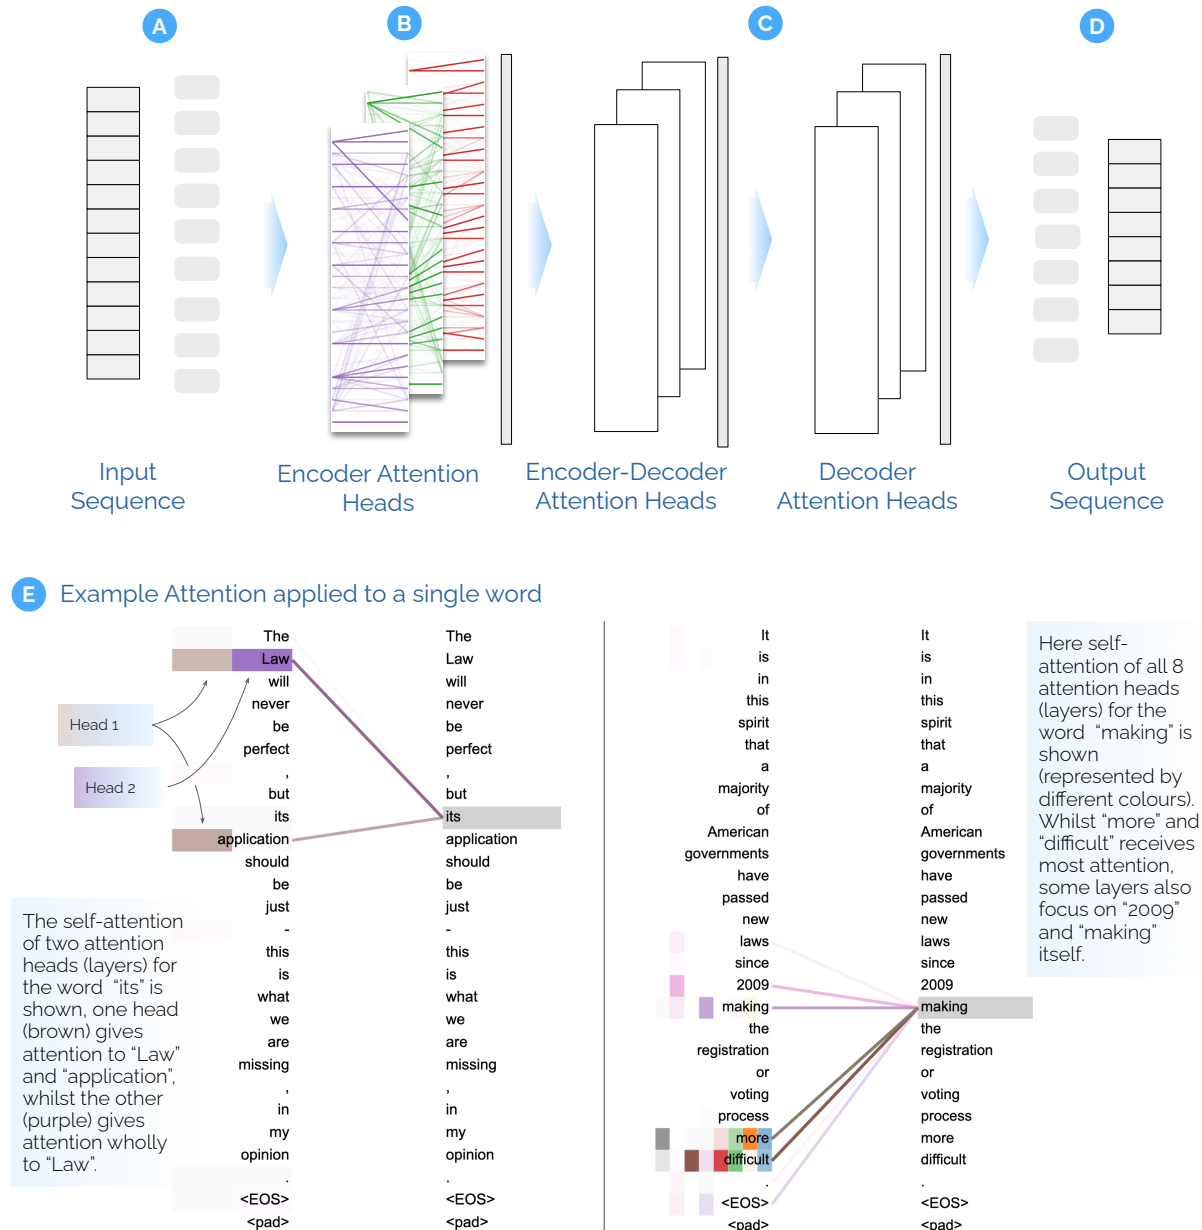 A
B
C
D
Input
Sequence
Encoder Attention
Heads
Encoder-Decoder
Attention Heads
Decoder
Attention Heads
Output
Sequence
E
Example Attention applied to a single word
The
Law
will
never
be
perfect
,
but
its
application
should
be
just
-
this
is
what
we
are
missing
,
in
my
opinion
.
<EOS>
<pad>
Head 1
Head 2
The self-attention
of two attention
heads (layers) for
the word "its" is
shown, one head
(brown) gives
attention to "Law"
and "application",
whilst the other
(purple) gives
attention wholly
to "Law".
The
Law
will
never
be
perfect
,
but
its
application
should
be
just
-
this
is
what
we
are
missing
,
in
my
opinion
.
<EOS>
<pad>
It
is
in
this
spirit
that
a
majority
of
American
governments
have
passed
new
laws
since
2009
making
the
registration
or
voting
process
more
difficult
.
<EOS>
<pad>
It
is
in
this
spirit
that
a
majority
of
American
governments
have
passed
new
laws
since
2009
making
the
registration
or
voting
process
more
difficult
.
<EOS>
<pad>
Here self-
attention of all 8
attention heads
(layers) for the
word "making" is
shown
(represented by
different colours).
Whilst "more" and
"difficult" receives
most attention,
some layers also
focus on "2009"
and "making"
itself.